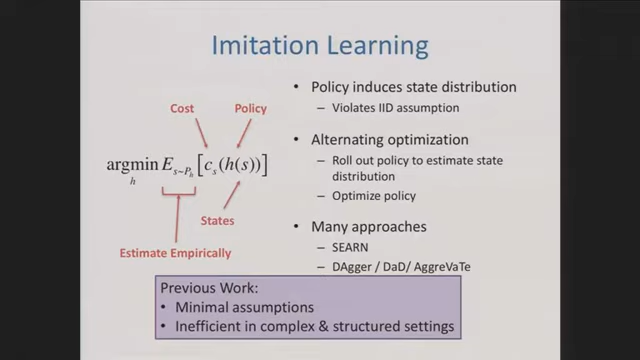 Imitation Learning
Cost
Policy
argmin E_{s~P_h} [c_s(h(s))]
h
States
Estimate Empirically
• Policy induces state distribution
– Violates IID assumption
• Alternating optimization
– Roll out policy to estimate state
distribution
– Optimize policy
• Many approaches
– SEARN
– DAgger / DaD/ AggreVaTe
Previous Work:
• Minimal assumptions
• Inefficient in complex & structured settings